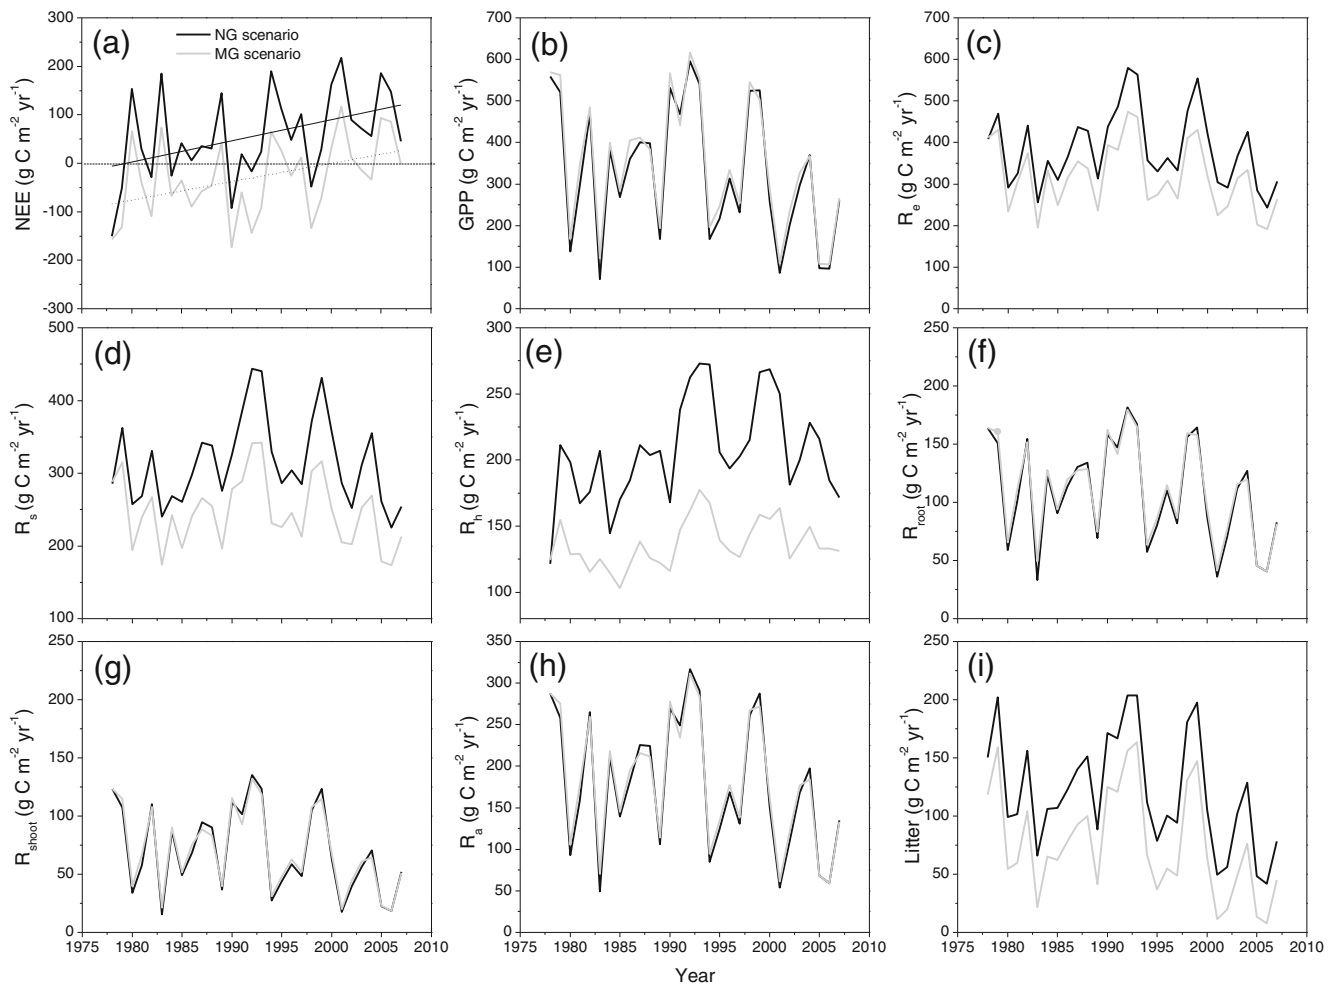 (a)
NG scenario
MG scenario
NEE (g C m-2 yr-1)
300
200
100
0
-100
-200
-300
(b)
GPP (g C m-2 yr-1)
700
600
500
400
300
200
100
0
(c)
Re (g C m-2 yr-1)
700
600
500
400
300
200
100
0
(d)
Rs (g C m-2 yr-1)
500
400
300
200
100
(e)
Rh (g C m-2 yr-1)
300
250
200
150
100
(f)
Rroot (g C m-2 yr-1)
250
200
150
100
50
0
(g)
Rshoot (g C m-2 yr-1)
250
200
150
100
50
0
1975 1980 1985 1990 1995 2000 2005 2010
(h)
Ra (g C m-2 yr-1)
350
300
250
200
150
100
50
0
1975 1980 1985 1990 1995 2000 2005 2010
(i)
Litter (g C m-2 yr-1)
250
200
150
100
50
0
1975 1980 1985 1990 1995 2000 2005 2010
Year